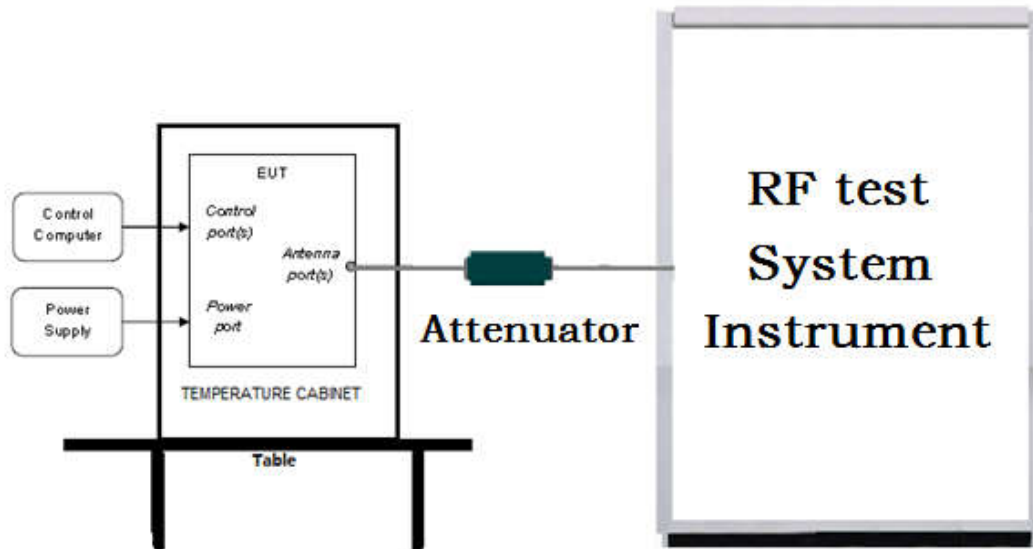 Control
Computer
Power
Supply
EUT
Control
port(s)
Antenna
port(s)
Power
port
TEMPERATURE CABINET
Table
Attenuator
RF test
System
Instrument